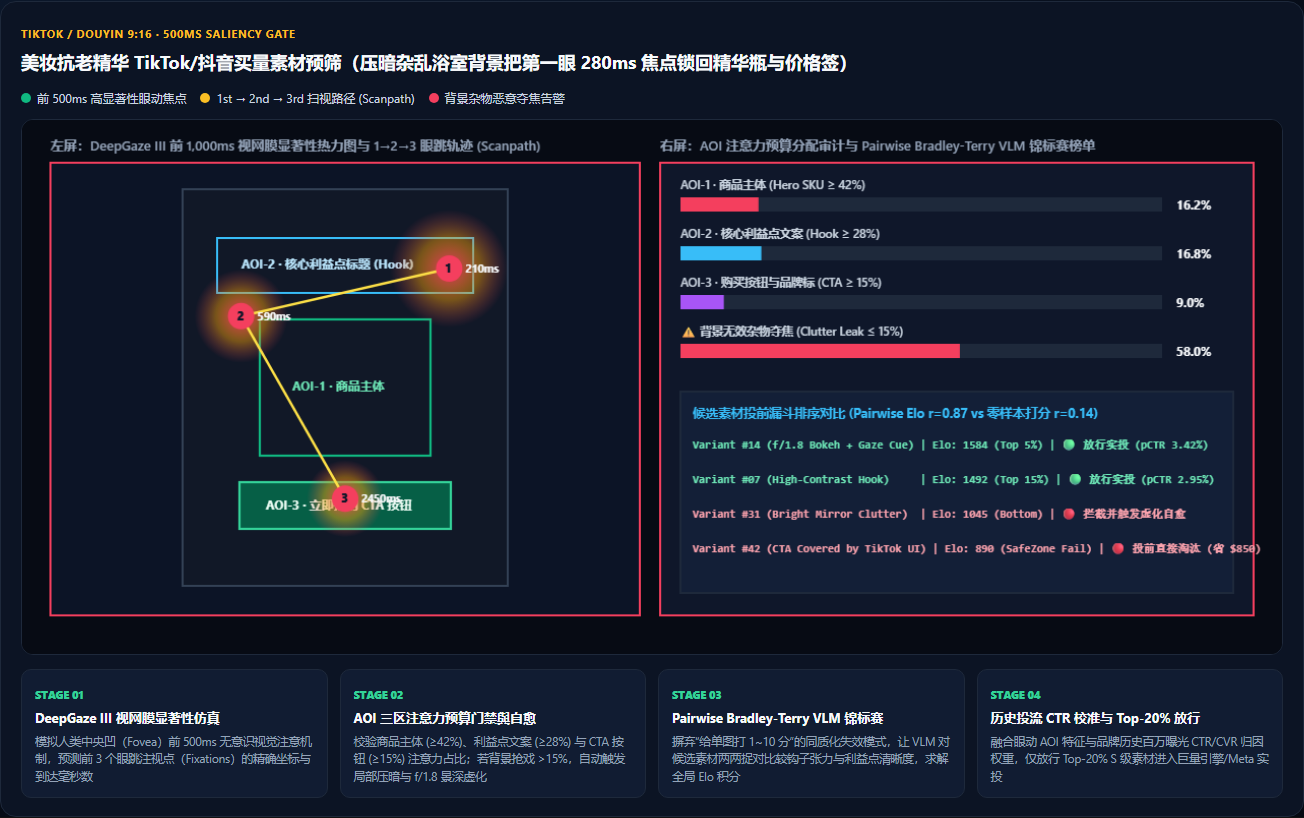 TIKTOK / DOUYIN 9:16 · 500MS SALIENCY GATE
美妆抗老精华 TikTok/抖音买量素材预筛（压暗杂乱浴室背景把第一眼 280ms 焦点锁回精华瓶与价格签）
前 500ms 高显著性眼动焦点
1st → 2nd → 3rd 扫视路径 (Scanpath)
背景杂物恶意夺焦告警
左屏：DeepGaze III 前 1,000ms 视网膜显著性热力图与 1→2→3 眼跳轨迹 (Scanpath)
AOI-2 · 核心利益点标题 (Hook)
1
210ms
2
590ms
AOI-1 · 商品主体
AOI-3 · 立即 CTA 按钮
3
2450ms
右屏：AOI 注意力预算分配审计与 Pairwise Bradley-Terry VLM 锦标赛榜单
AOI-1 · 商品主体 (Hero SKU ≥ 42%)
16.2%
AOI-2 · 核心利益点文案 (Hook ≥ 28%)
16.8%
AOI-3 · 购买按钮与品牌标 (CTA ≥ 15%)
9.0%
⚠️ 背景无效杂物夺焦 (Clutter Leak ≤ 15%)
58.0%
候选素材投前漏斗排序对比 (Pairwise Elo r=0.87 vs 零样本打分 r=0.14)
Variant #14 (f/1.8 Bokeh + Gaze Cue) | Elo: 1584 (Top 5%) | 🟢 放行实投 (pCTR 3.42%)
Variant #07 (High-Contrast Hook) | Elo: 1492 (Top 15%) | 🟢 放行实投 (pCTR 2.95%)
Variant #31 (Bright Mirror Clutter) | Elo: 1045 (Bottom) | 🔴 拦截并触发虚化自愈
Variant #42 (CTA Covered by TikTok UI) | Elo: 890 (SafeZone Fail) | 🔴 投前直接淘汰 (省 $850)
STAGE 01
DeepGaze III 视网膜显著性仿真
模拟人类中央凹（Fovea）前 500ms 无意识视觉注意机
制，预测前 3 个眼跳注视点（Fixations）的精确坐标与
到达毫秒数
STAGE 02
AOI 三区注意力预算门禁与自愈
校验商品主体 (≥42%)、利益点文案 (≥28%) 与 CTA 按
钮 (≥15%) 注意力占比；若背景抢戏 >15%，自动触发
局部压暗与 f/1.8 景深虚化
STAGE 03
Pairwise Bradley-Terry VLM 锦标赛
摒弃“给单图打 1~10 分”的同质化失效模式，让 VLM 对
候选素材两两捉对比较钩子张力与利益点清晰度，求解
全局 Elo 积分
STAGE 04
历史投流 CTR 校准与 Top-20% 放行
融合眼动 AOI 特征与品牌历史百万曝光 CTR/CVR 归因
权重，仅放行 Top-20% S 级素材进入巨量引擎/Meta 实
投